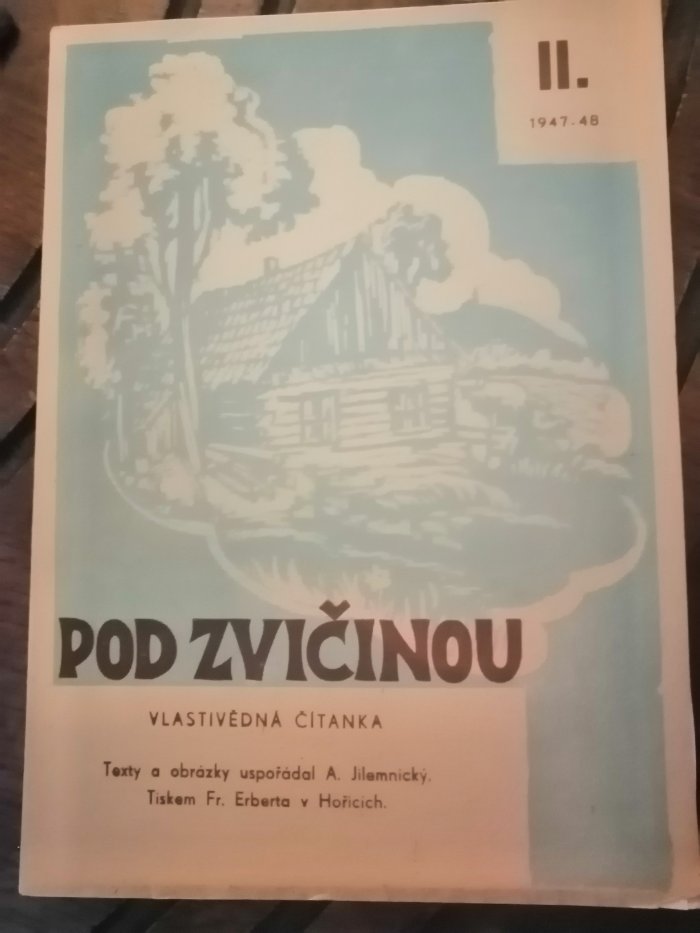 II.
1947-48
POD ZVIČINOU
VLASTIVĚDNÁ ČÍTANKA
Texty a obrázky uspořádal A. Jilemnický.
Tiskem Fr. Erberta v Hořicích.